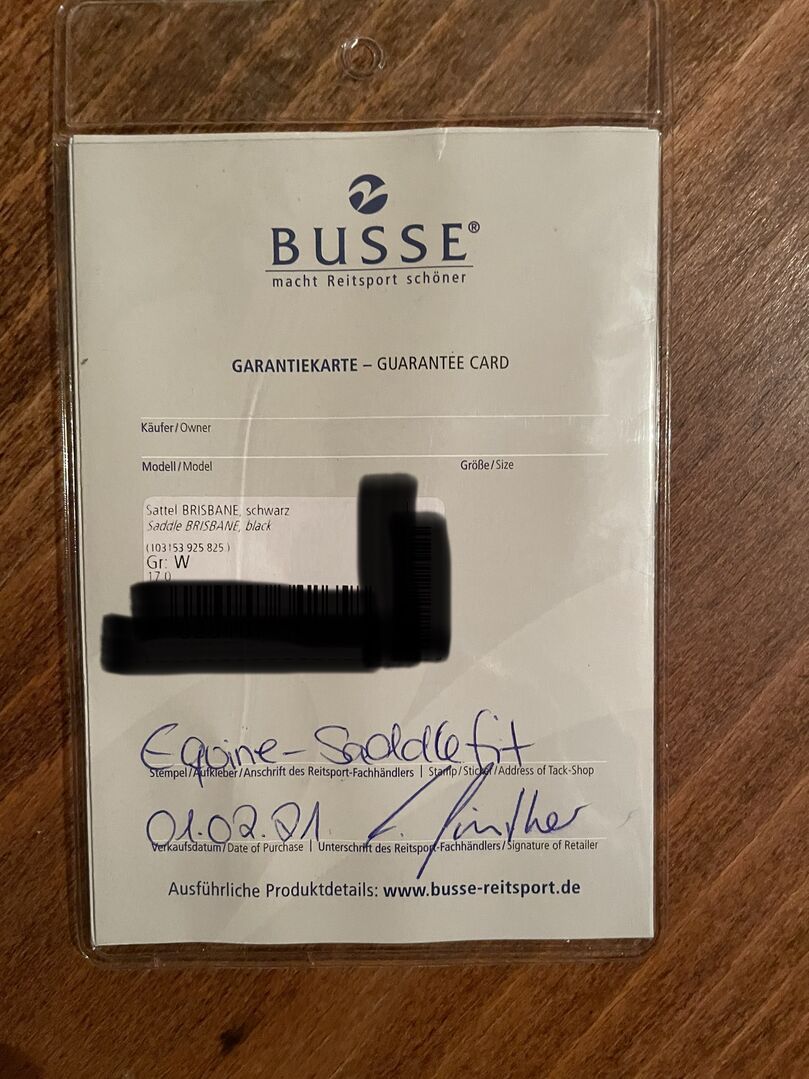 BUSSE®
macht Reitsport schöner
GARANTIEKARTE – GUARANTEE CARD
Käufer/Owner
Modell/Model Größe/Size
Sattel BRISBANE, schwarz
Saddle BRISBANE, black
(103153 925 825 )
Gr: W
17.0
Equine-Saddlefit
Stempel/Aufkleber/Anschrift des Reitsport-Fachhändlers | Stamp/Sticker/Address of Tack-Shop
01.02.21
Verkaufsdatum/Date of Purchase | Unterschrift des Reitsport-Fachhändlers/Signature of Retailer
Ausführliche Produktdetails: www.busse-reitsport.de